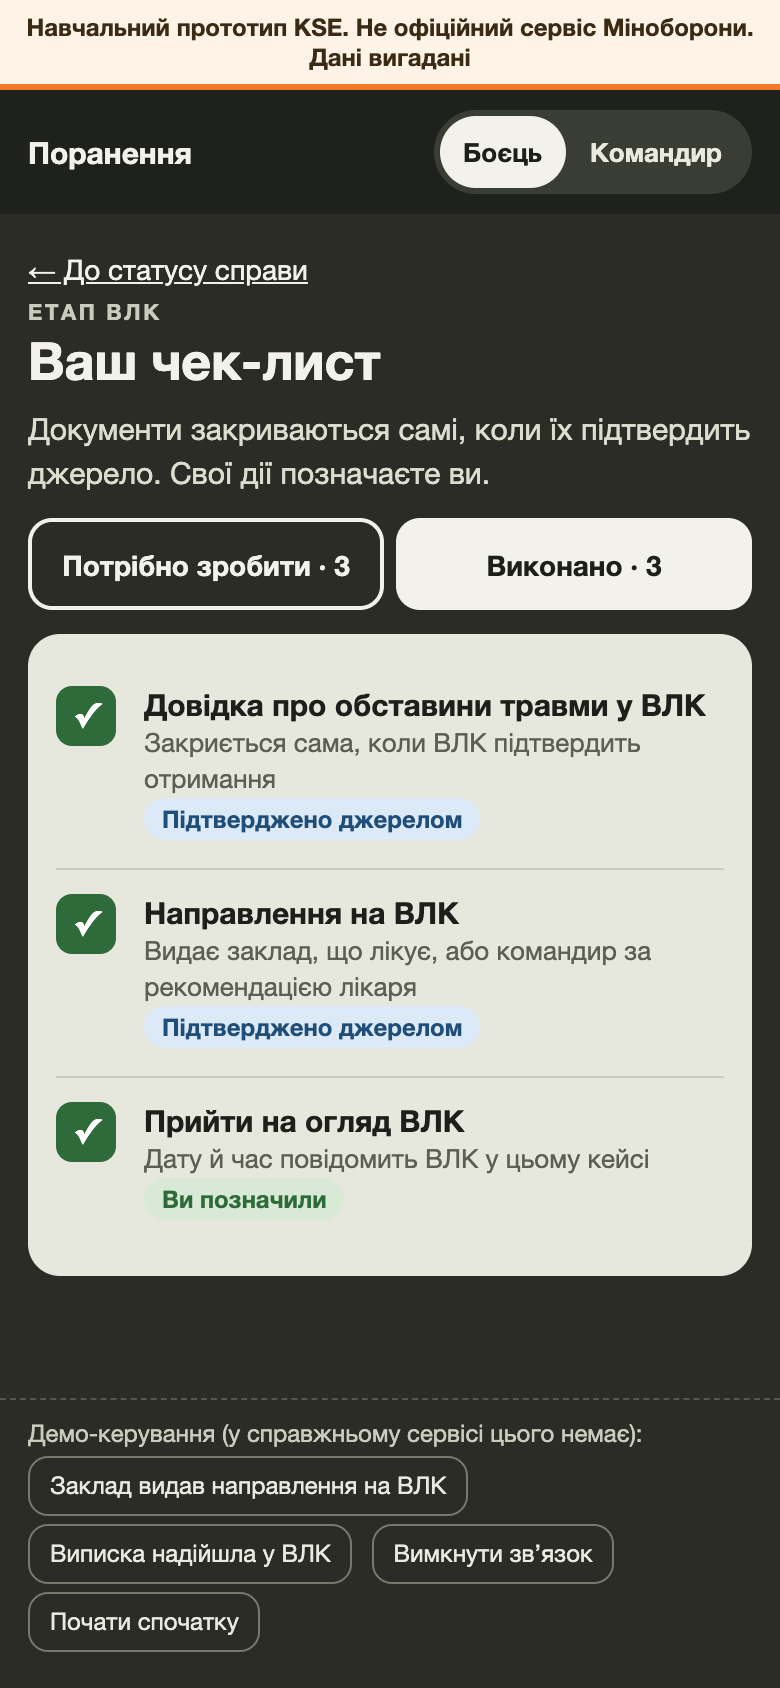 Навчальний прототип KSE. Не офіційний сервіс Міноборони.
Дані вигадані
Поранення
Боєць
Командир
← До статусу справи
ЕТАП ВЛК
Ваш чек-лист
Документи закриваються самі, коли їх підтвердить
джерело. Свої дії позначаєте ви.
Потрібно зробити · 3
Виконано · 3
Довідка про обставини травми у ВЛК
Закриється сама, коли ВЛК підтвердить
отримання
Підтверджено джерелом
Направлення на ВЛК
Видає заклад, що лікує, або командир за
рекомендацією лікаря
Підтверджено джерелом
Прийти на огляд ВЛК
Дату й час повідомить ВЛК у цьому кейсі
Ви позначили
Демо-керування (у справжньому сервісі цього немає):
Заклад видав направлення на ВЛК
Виписка надійшла у ВЛК
Вимкнути зв’язок
Почати спочатку